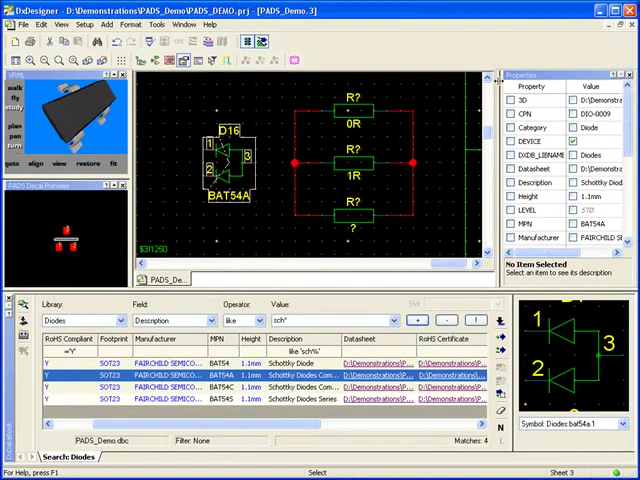 DxDesigner - D:\Demonstrations\PADS_Demo\PADS_DEMO.prj - [PADS_Demo.3]
File Edit View Setup Add Format Tools Window Help
VRML
walk
fly
study
plan
pan
turn
goto align view restore fit
PADS Decal Preview
D16
1
2
3
BAT54A
R?
0R
R?
1R
R?
?
$3I1250
PADS_De...
Properties
Property Value
3D D:\Demonstra
CPN DIO-0009
Category Diode
DEVICE
DXDB_LIBNAME Diodes
Datasheet D:\Demonstra
Description Schottky Diod
Height 1.1mm
LEVEL STD
MPN BAT54A
Manufacturer FAIRCHILD SE
No Item Selected
Select an item to see its description
Library: Field: Operator: Value: Slot
Diodes Description like sch* + - !
RoHS Compliant Footprint Manufacturer MPN Height Description Datasheet RoHS Certificate
='Y' like 'sch%'
Y SOT23 FAIRCHILD SEMICO... BAT54 1.1mm Schottky Diode D:\Demonstrations\P... D:\Demonstrations\P...
Y SOT23 FAIRCHILD SEMICO... BAT54A 1.1mm Schottky Diodes Com... D:\Demonstrations\P... D:\Demonstrations\...
Y SOT23 FAIRCHILD SEMICO... BAT54C 1.1mm Schottky Diodes Com... D:\Demonstrations\P... D:\Demonstrations\P...
Y SOT23 FAIRCHILD SEMICO... BAT54S 1.1mm Schottky Diodes Series D:\Demonstrations\P... D:\Demonstrations\P...
N
L
1
2
3
Symbol: Diodes:bat54a.1
PADS_Demo.dbc Filter: None Matches: 4
DxDatabook
Search: Diodes
For Help, press F1 Select Sheet 3